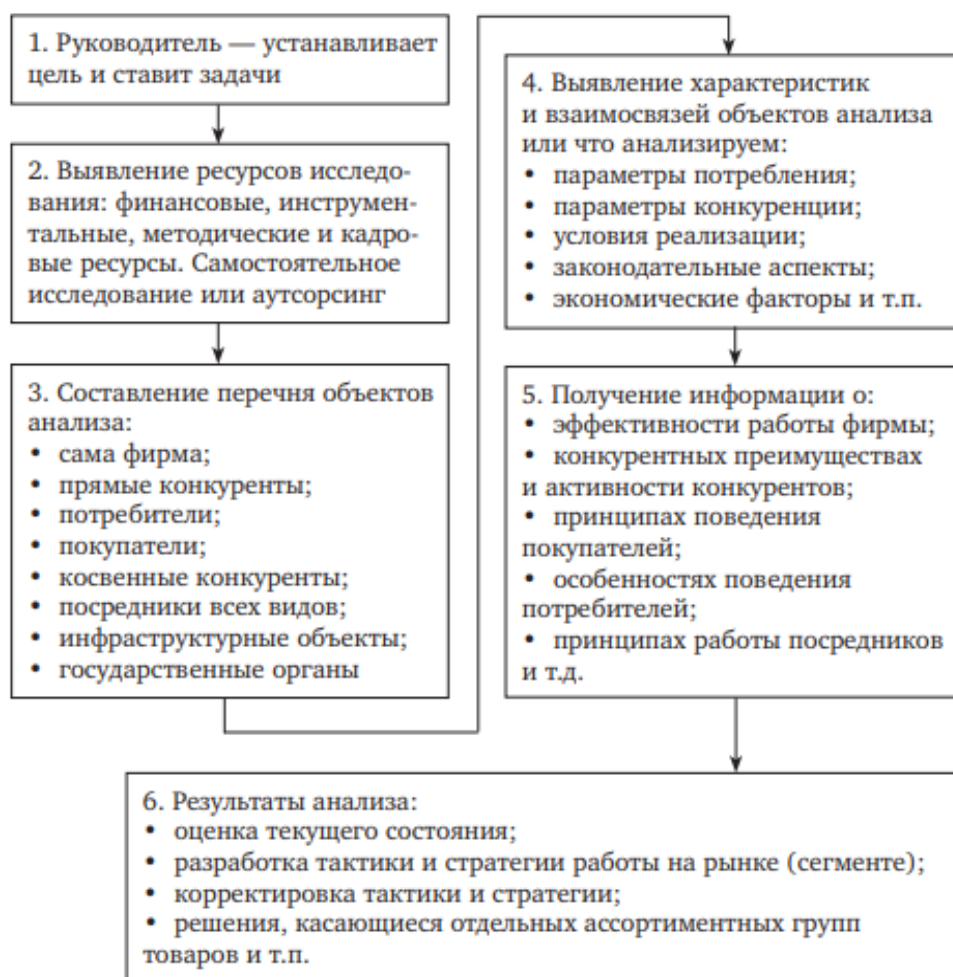 1. Руководитель — устанавливает
цель и ставит задачи
2. Выявление ресурсов исследо-
вания: финансовые, инструмен-
тальные, методические и кадро-
вые ресурсы. Самостоятельное
исследование или аутсорсинг
3. Составление перечня объектов
анализа:
• сама фирма;
• прямые конкуренты;
• потребители;
• покупатели;
• косвенные конкуренты;
• посредники всех видов;
• инфраструктурные объекты;
• государственные органы
4. Выявление характеристик
и взаимосвязей объектов анализа
или что анализируем:
• параметры потребления;
• параметры конкуренции;
• условия реализации;
• законодательные аспекты;
• экономические факторы и т.п.
5. Получение информации о:
• эффективности работы фирмы;
• конкурентных преимуществах
и активности конкурентов;
• принципах поведения
покупателей;
• особенностях поведения
потребителей;
• принципах работы посредников
и т.д.
6. Результаты анализа:
• оценка текущего состояния;
• разработка тактики и стратегии работы на рынке (сегменте);
• корректировка тактики и стратегии;
• решения, касающиеся отдельных ассортиментных групп
товаров и т.п.